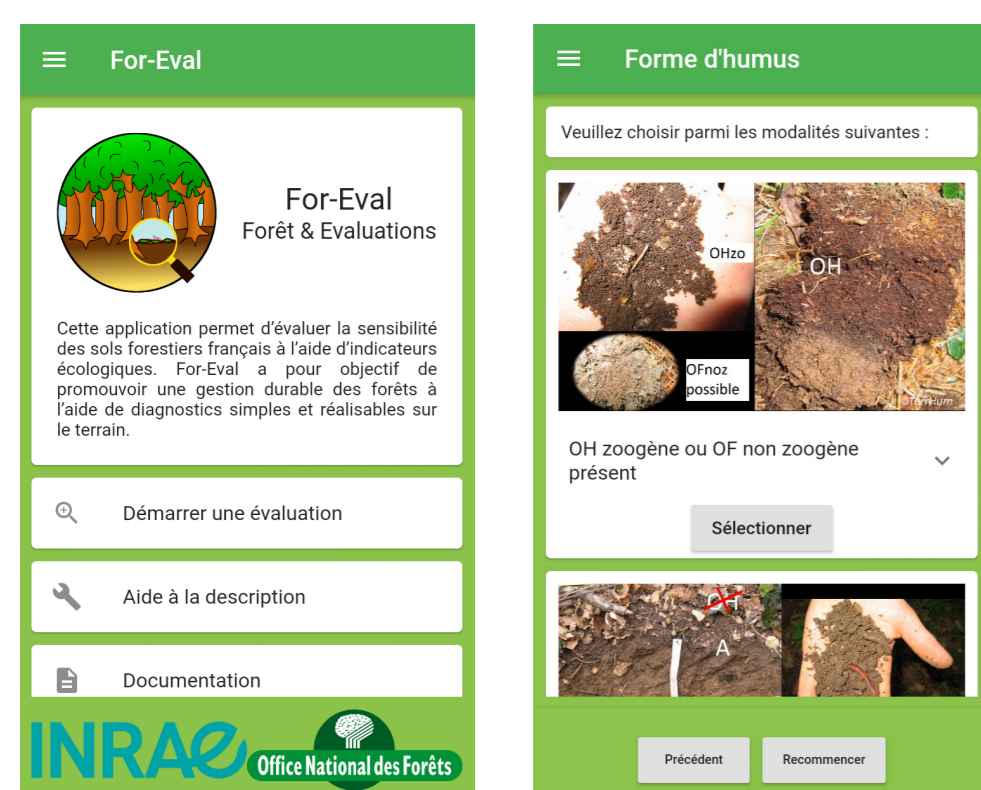 For-Eval
For-Eval
Forêt & Evaluations
Cette application permet d'évaluer la sensibilité
des sols forestiers français à l'aide d'indicateurs
écologiques. For-Eval a pour objectif de
promouvoir une gestion durable des forêts à
l'aide de diagnostics simples et réalisables sur
le terrain.
Démarrer une évaluation
Aide à la description
Documentation
INRAE
Office National des Forêts
Forme d'humus
Veuillez choisir parmi les modalités suivantes :
OHzo
OH
OFnoz
possible
©TerrHum
OH zoogène ou OF non zoogène
présent
Sélectionner
OH
A
Précédent
Recommencer